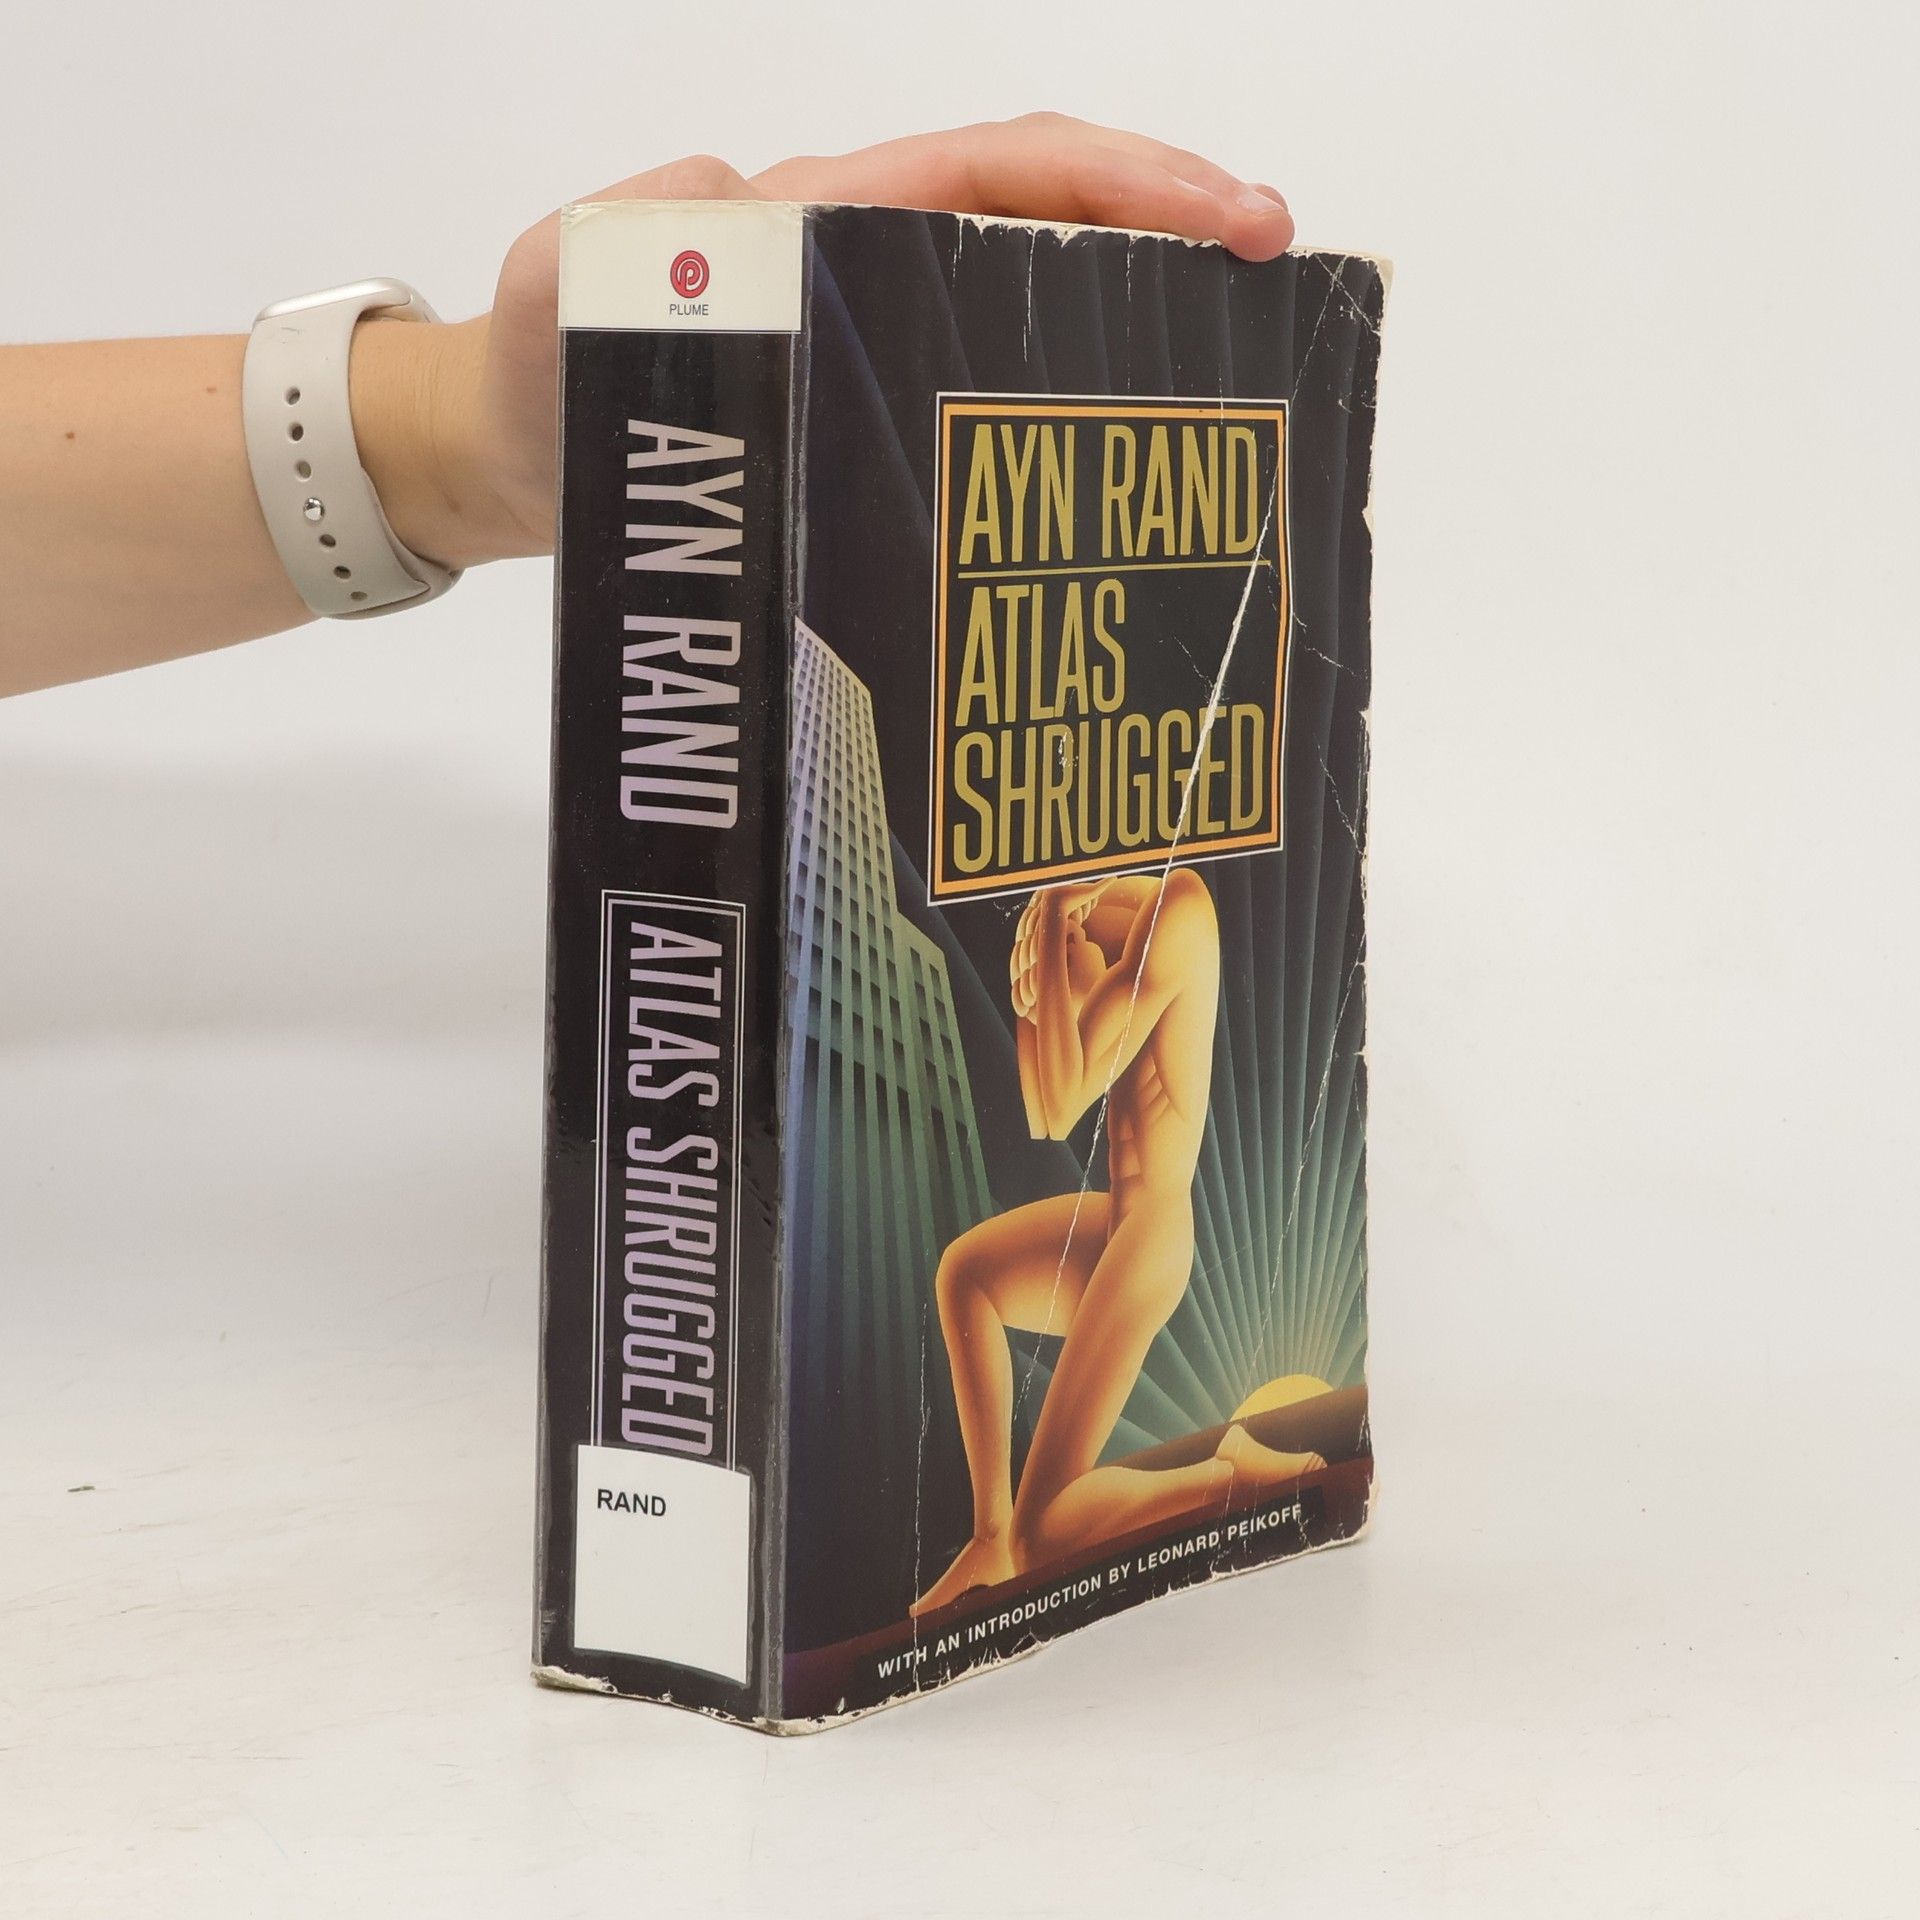 PLUME
AYN RAND
ATLAS SHRUGGED
RAND
AYN RAND
ATLAS
SHRUGGED
WITH AN INTRODUCTION BY LEONARD PEIKOFF